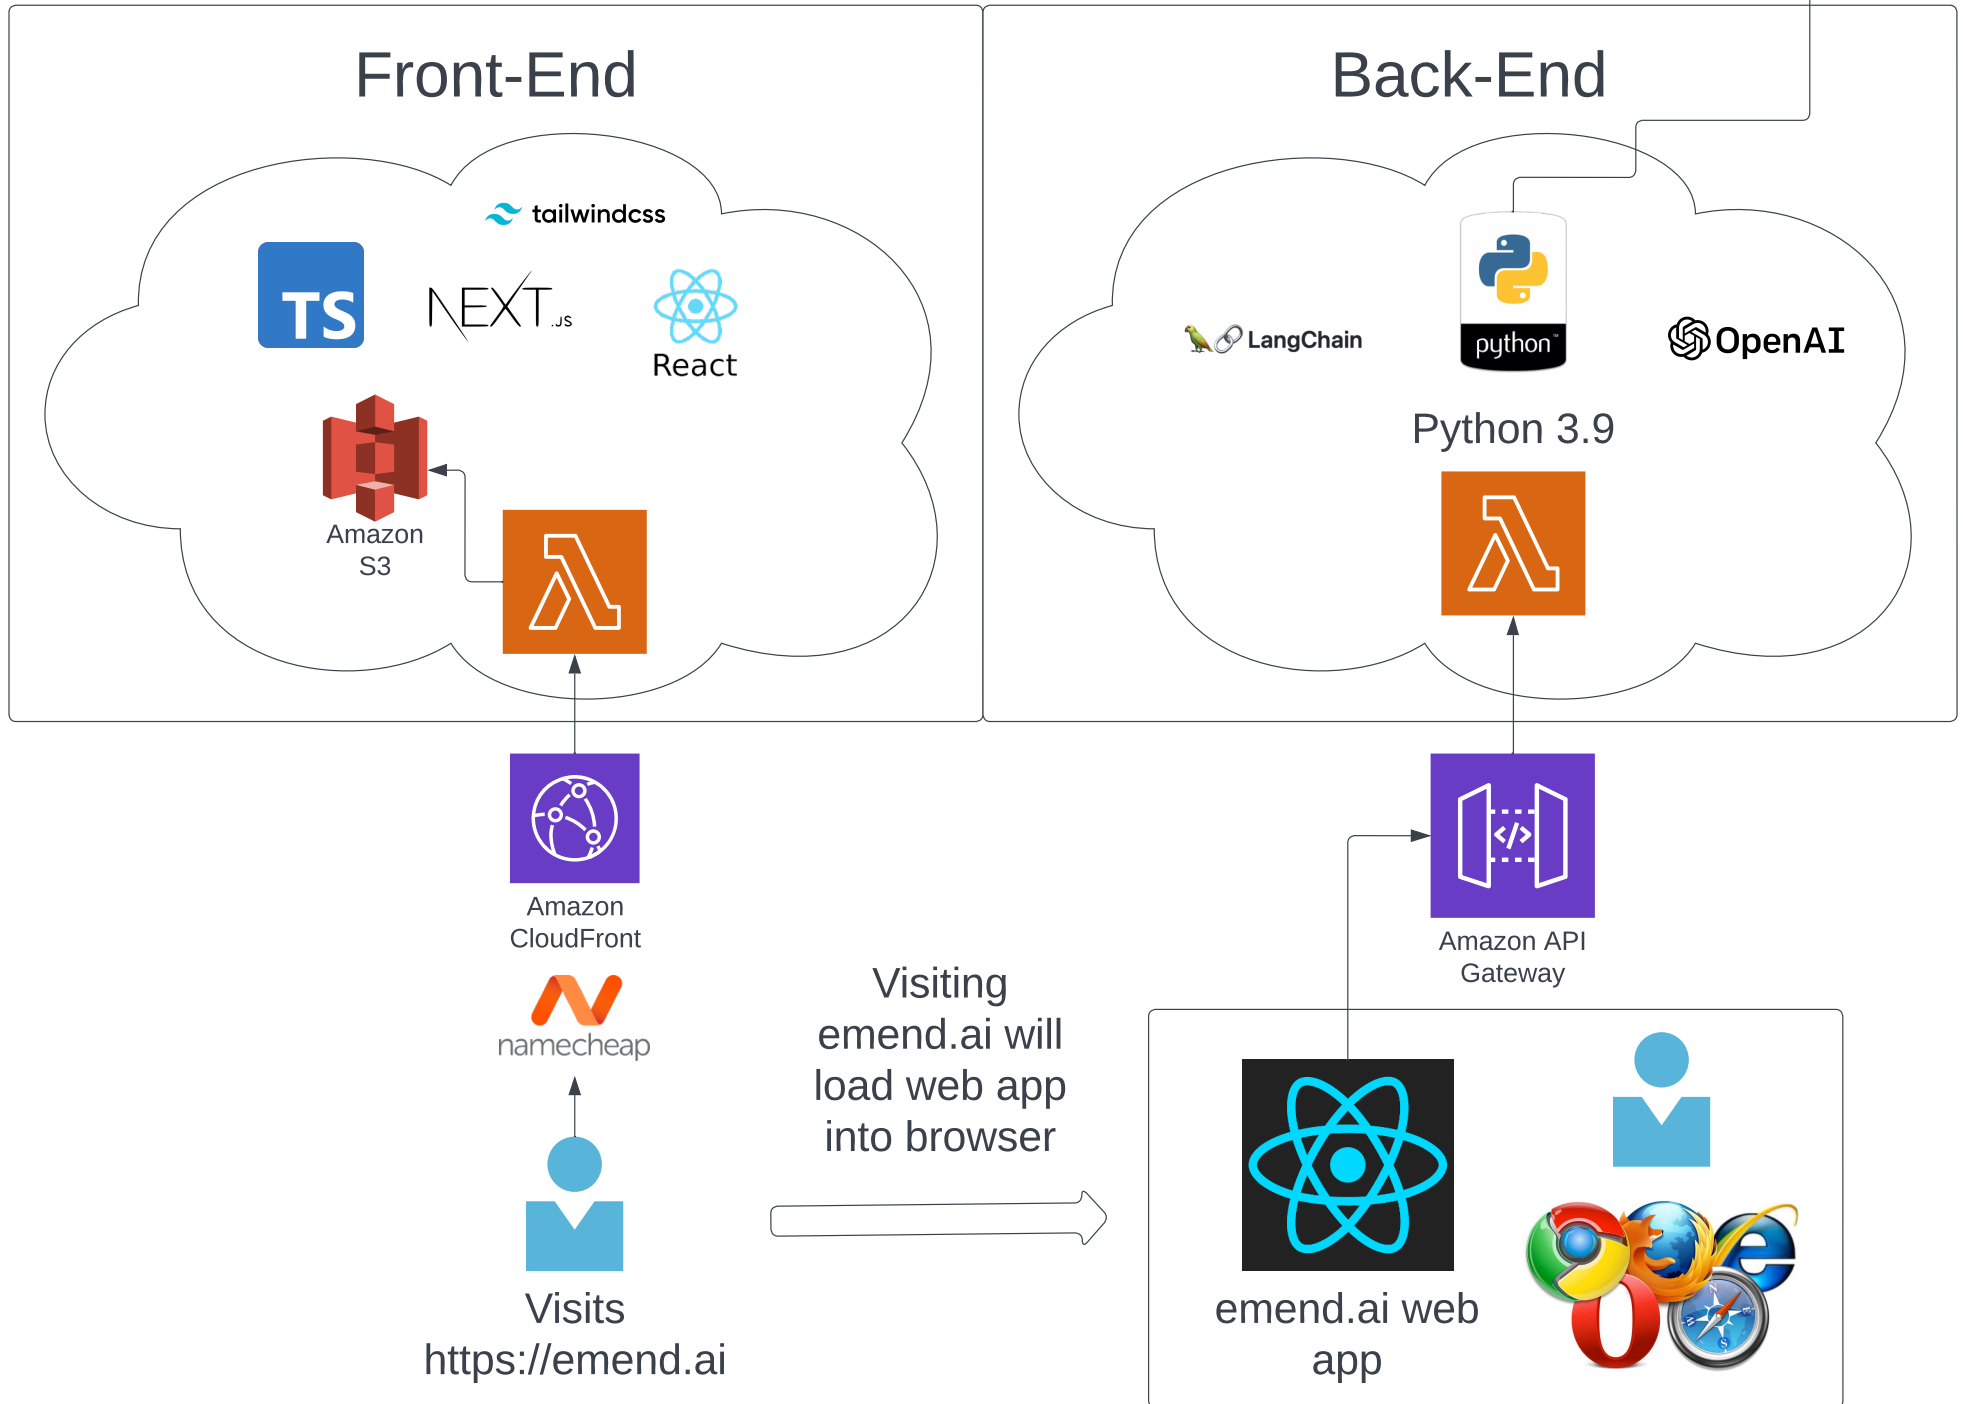 Front-End
tailwindcss
TS
NEXT.JS
React
Amazon
S3
Amazon
CloudFront
namecheap
Visits
https://emend.ai
Visiting
emend.ai will
load web app
into browser
Back-End
LangChain
python™
OpenAI
Python 3.9
Amazon API
Gateway
emend.ai web
app